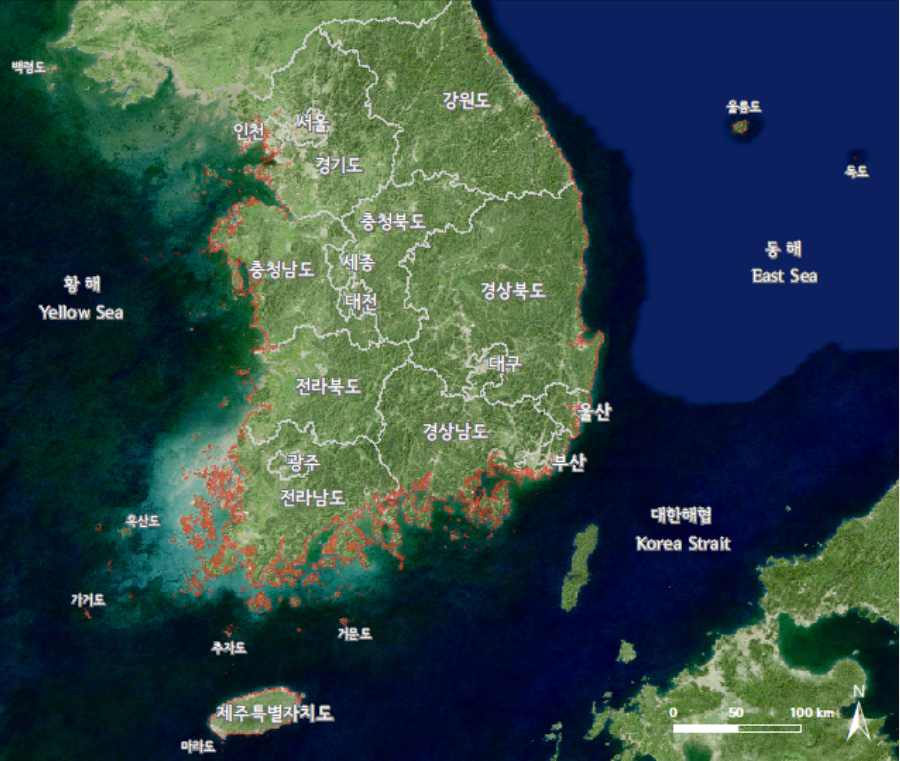 백령도
울릉도
강원도
인천
써울
경기도
독도
충청북도
동 해
East Sea
세종
충청남도
황 해
Yellow Sea
경상북도
대전
대구
전라북도
울산
경상남도
광주
부산
전라남도
대한해협
Korea Strait
옥산도
가거도
거문도
추자도
제주특별자치도
마라도
N
0 50 100 km